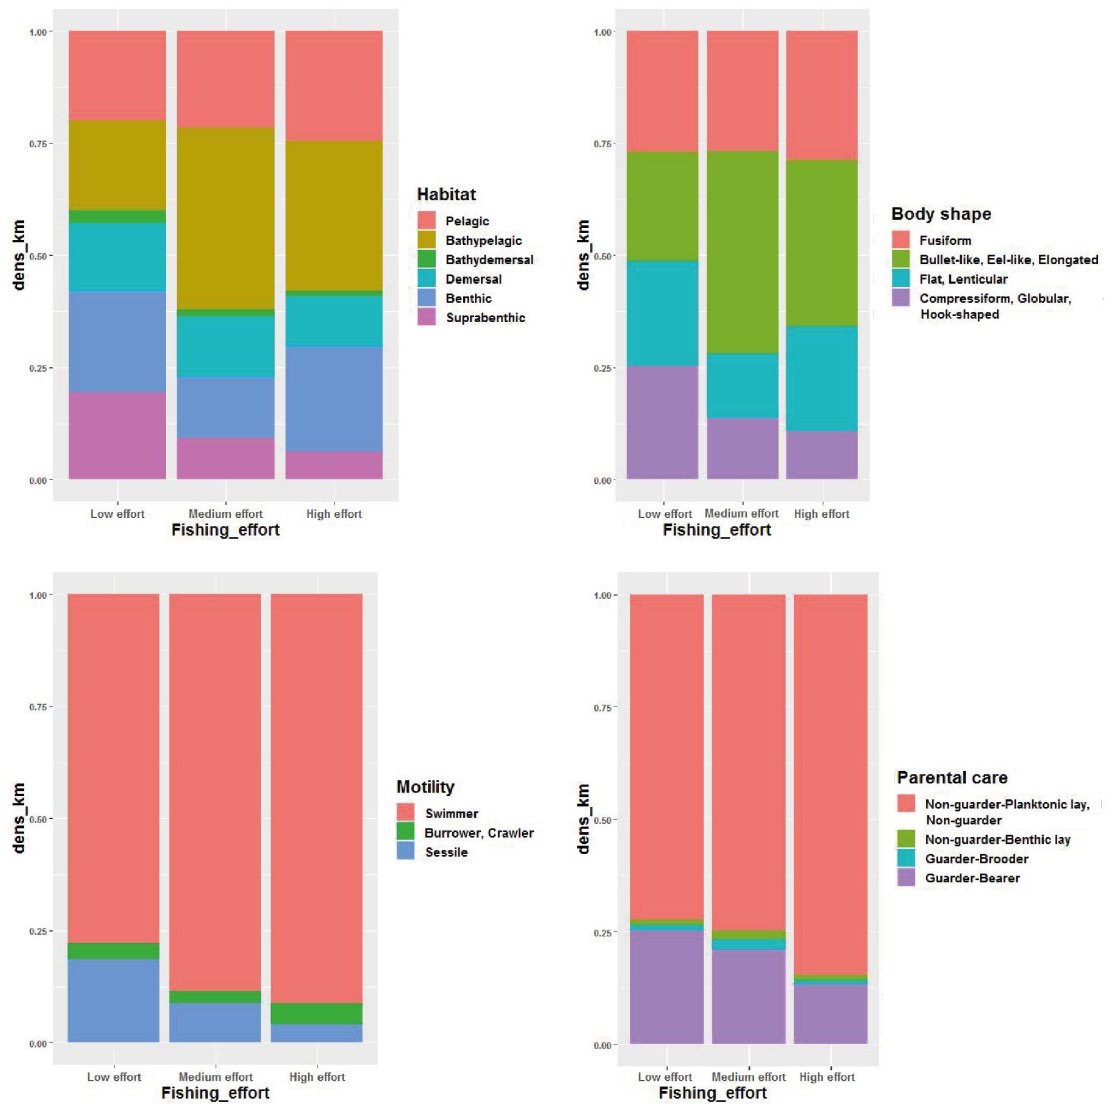 1.00
0.75
0.50
0.25
0.00
dens_km
Low effort Medium effort High effort
Fishing_effort
Habitat
Pelagic
Bathypelagic
Bathydemersal
Demersal
Benthic
Suprabenthic
1.00
0.75
0.50
0.25
0.00
dens_km
Low effort Medium effort High effort
Fishing_effort
Body shape
Fusiform
Bullet-like, Eel-like, Elongated
Flat, Lenticular
Compressiform, Globular,
Hook-shaped
1.00
0.75
0.50
0.25
0.00
dens_km
Low effort Medium effort High effort
Fishing_effort
Motility
Swimmer
Burrower, Crawler
Sessile
1.00
0.75
0.50
0.25
0.00
dens_km
Low effort Medium effort High effort
Fishing_effort
Parental care
Non-guarder-Planktonic lay,
Non-guarder
Non-guarder-Benthic lay
Guarder-Brooder
Guarder-Bearer